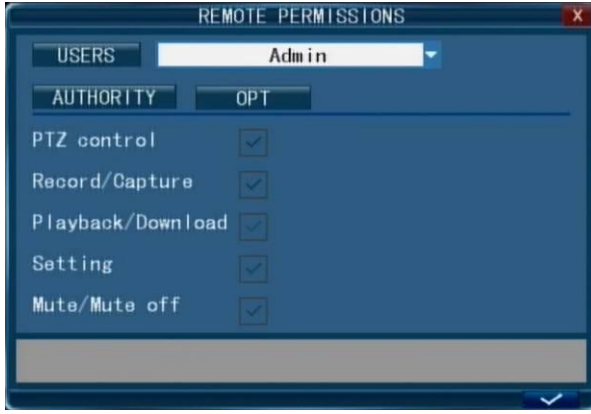 REMOTE PERMISSIONS X
USERS Admin
AUTHORITY OPT
PTZ control
Record/Capture
Playback/Download
Setting
Mute/Mute off